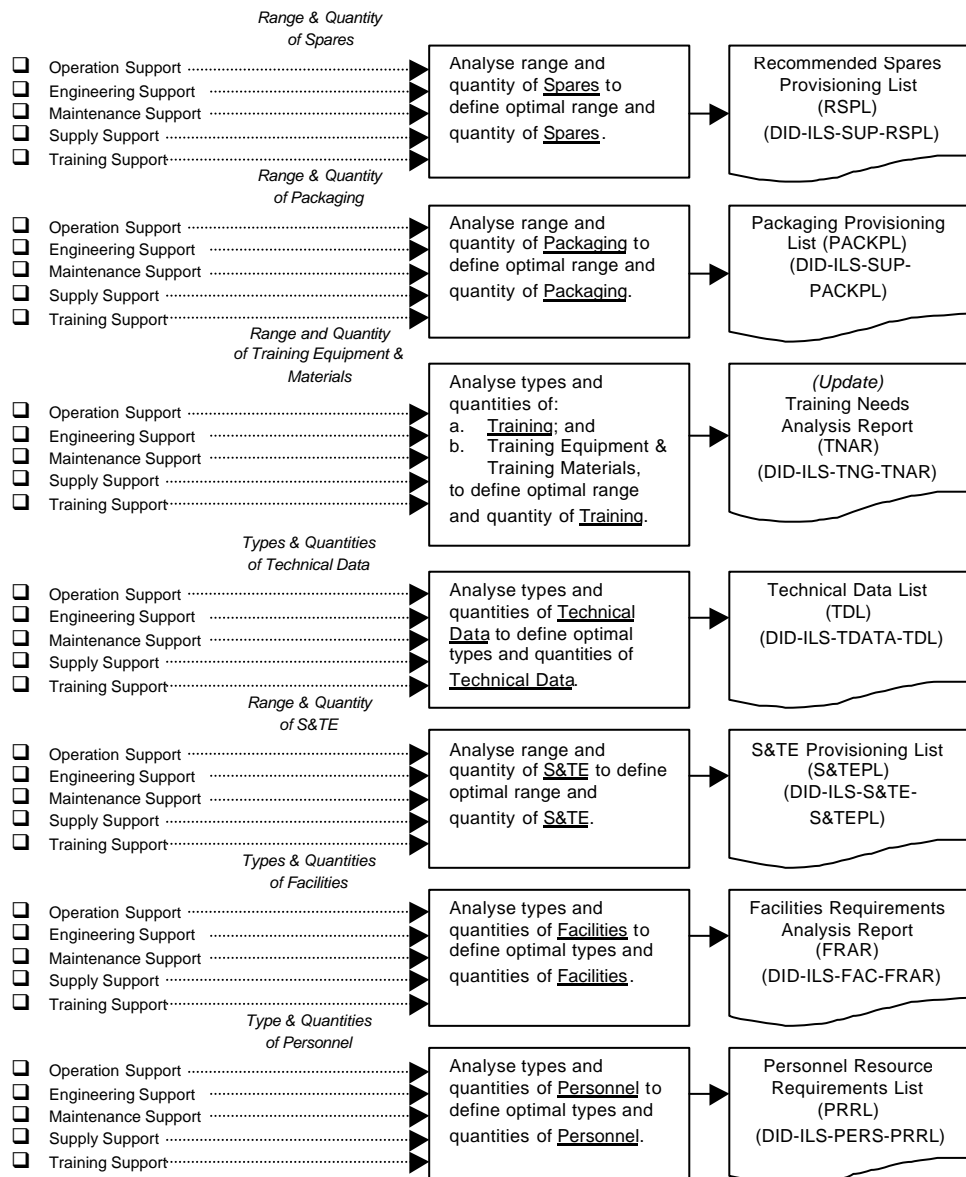 Range & Quantity
of Spares
❑ Operation Support
❑ Engineering Support
❑ Maintenance Support
❑ Supply Support
❑ Training Support
Analyse range and
quantity of Spares to
define optimal range and
quantity of Spares.
Recommended Spares
Provisioning List
(RSPL)
(DID-ILS-SUP-RSPL)
Range & Quantity
of Packaging
❑ Operation Support
❑ Engineering Support
❑ Maintenance Support
❑ Supply Support
❑ Training Support
Analyse range and
quantity of Packaging to
define optimal range and
quantity of Packaging.
Packaging Provisioning
List (PACKPL)
(DID-ILS-SUP-
PACKPL)
Range and Quantity
of Training Equipment &
Materials
❑ Operation Support
❑ Engineering Support
❑ Maintenance Support
❑ Supply Support
❑ Training Support
Analyse types and
quantities of:
a. Training; and
b. Training Equipment &
Training Materials,
to define optimal range
and quantity of Training.
(Update)
Training Needs
Analysis Report
(TNAR)
(DID-ILS-TNG-TNAR)
Types & Quantities
of Technical Data
❑ Operation Support
❑ Engineering Support
❑ Maintenance Support
❑ Supply Support
❑ Training Support
Analyse types and
quantities of Technical
Data to define optimal
types and quantities of
Technical Data.
Technical Data List
(TDL)
(DID-ILS-TDATA-TDL)
Range & Quantity
of S&TE
❑ Operation Support
❑ Engineering Support
❑ Maintenance Support
❑ Supply Support
❑ Training Support
Analyse range and
quantity of S&TE to define
optimal range and
quantity of S&TE.
S&TE Provisioning List
(S&TEPL)
(DID-ILS-S&TE-
S&TEPL)
Types & Quantities
of Facilities
❑ Operation Support
❑ Engineering Support
❑ Maintenance Support
❑ Supply Support
❑ Training Support
Analyse types and
quantities of Facilities to
define optimal types and
quantities of Facilities.
Facilities Requirements
Analysis Report
(FRAR)
(DID-ILS-FAC-FRAR)
Type & Quantities
of Personnel
❑ Operation Support
❑ Engineering Support
❑ Maintenance Support
❑ Supply Support
❑ Training Support
Analyse types and
quantities of Personnel to
define optimal types and
quantities of Personnel.
Personnel Resource
Requirements List
(PRRL)
(DID-ILS-PERS-PRRL)